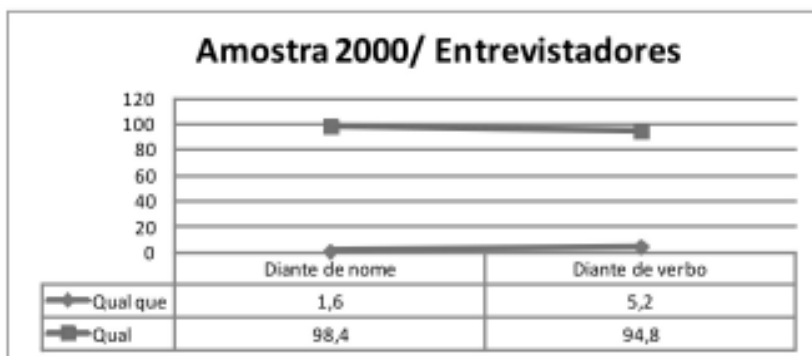 Amostra 2000/ Entrevistadores
120
100
80
60
40
20
0
Diante de nome Diante de verbo
Qual que 1,6 5,2
Qual 98,4 94,8